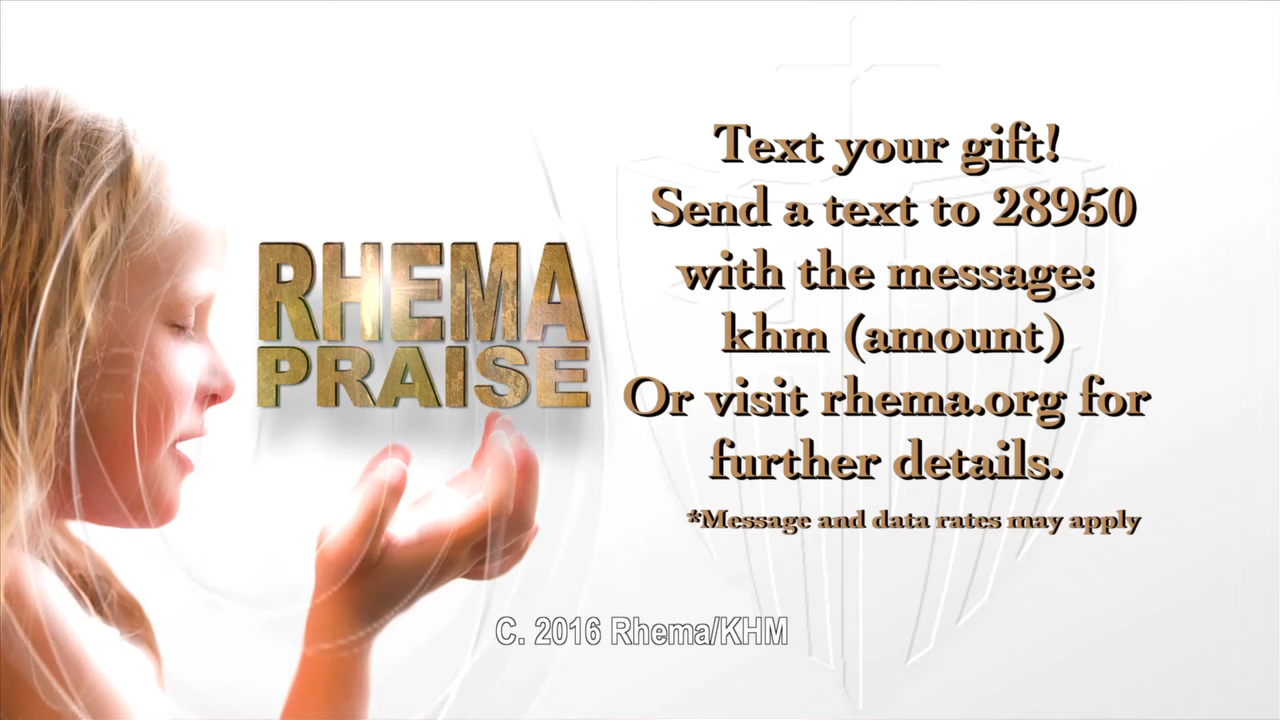 RHEMA
PRAISE
Text your gift!
Send a text to 28950
with the message:
khm (amount)
Or visit rhema.org for
further details.
*Message and data rates may apply
C. 2016 Rhema/KHM